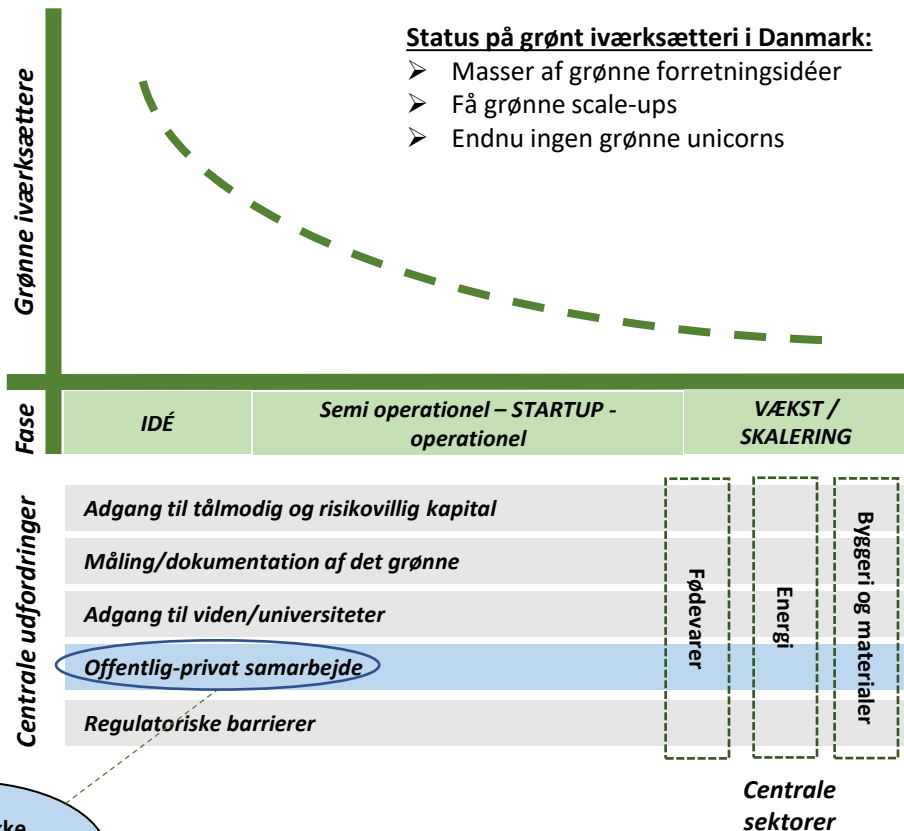 Status på grønt iværksætteri i Danmark:
➢ Masser af grønne forretningsidéer
➢ Få grønne scale-ups
➢ Endnu ingen grønne unicorns
Grønne iværksættere
Fase
IDÉ
Semi operationel – STARTUP -
operationel
VÆKST /
SKALERING
Centrale udfordringer
Adgang til tålmodig og risikovillig kapital
Måling/dokumentation af det grønne
Adgang til viden/universiteter
Offentlig-privat samarbejde
Regulatoriske barrierer
Fødevarer
Energi
Byggeri og materialer
Centrale
sektorer